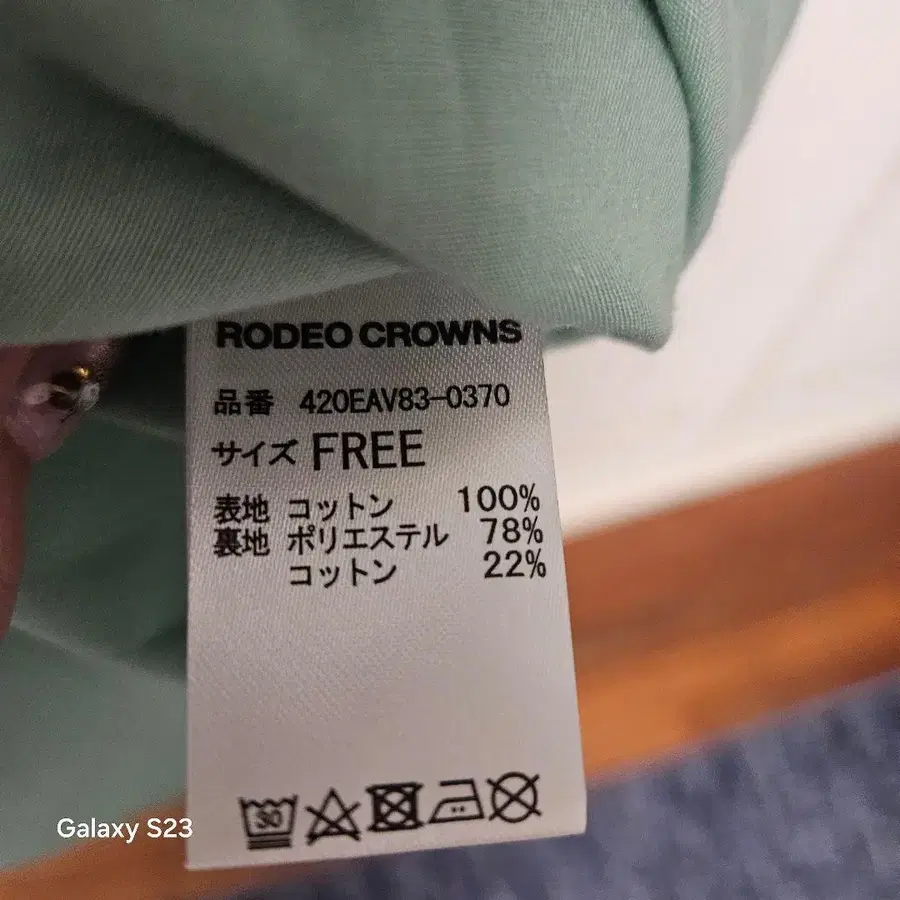 RODEO CROWNS
品番 420EAV83-0370
サイズ FREE
表地 コットン 100%
裏地 ポリエステル 78%
コットン 22%
30
Galaxy S23